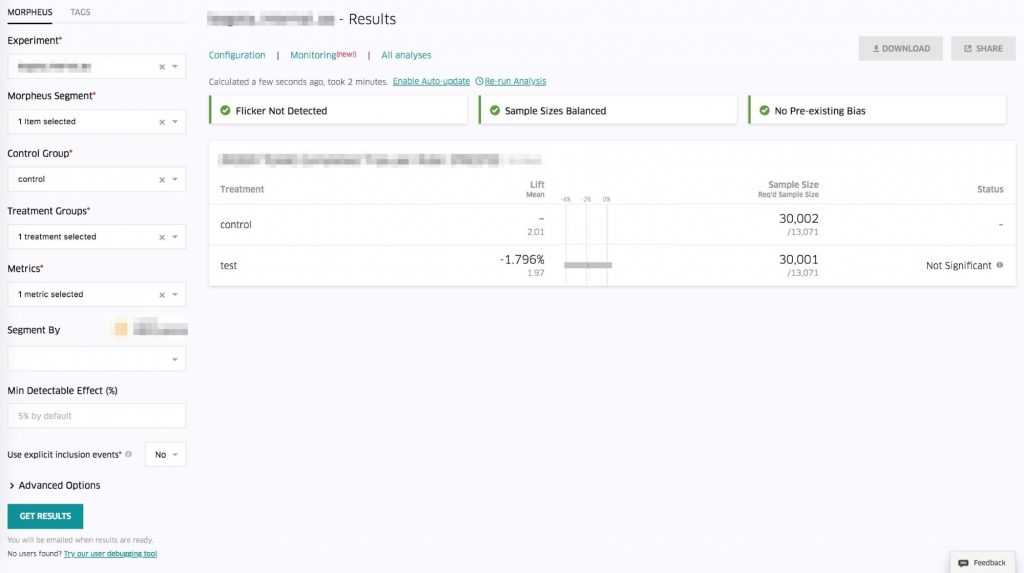 MORPHEUS TAGS
Experiment*
Morpheus Segment*
1 item selected
Control Group*
control
Treatment Groups*
1 treatment selected
Metrics*
1 metric selected
Segment By
Min Detectable Effect (%)
5% by default
Use explicit inclusion events* No
Advanced Options
GET RESULTS
You will be emailed when results are ready.
No users found? Try our user debugging tool
- Results
Configuration | Monitoring(new!) | All analyses
DOWNLOAD SHARE
Calculated a few seconds ago, took 2 minutes. Enable Auto-update Re-run Analysis
Flicker Not Detected Sample Sizes Balanced No Pre-existing Bias
Treatment Lift Sample Size Status
Mean Req'd Sample Size
-4% -2% 0%
control – 30,002 –
2.01 /13,071
test -1.796% 30,001 Not Significant
1.97 /13,071
Feedback